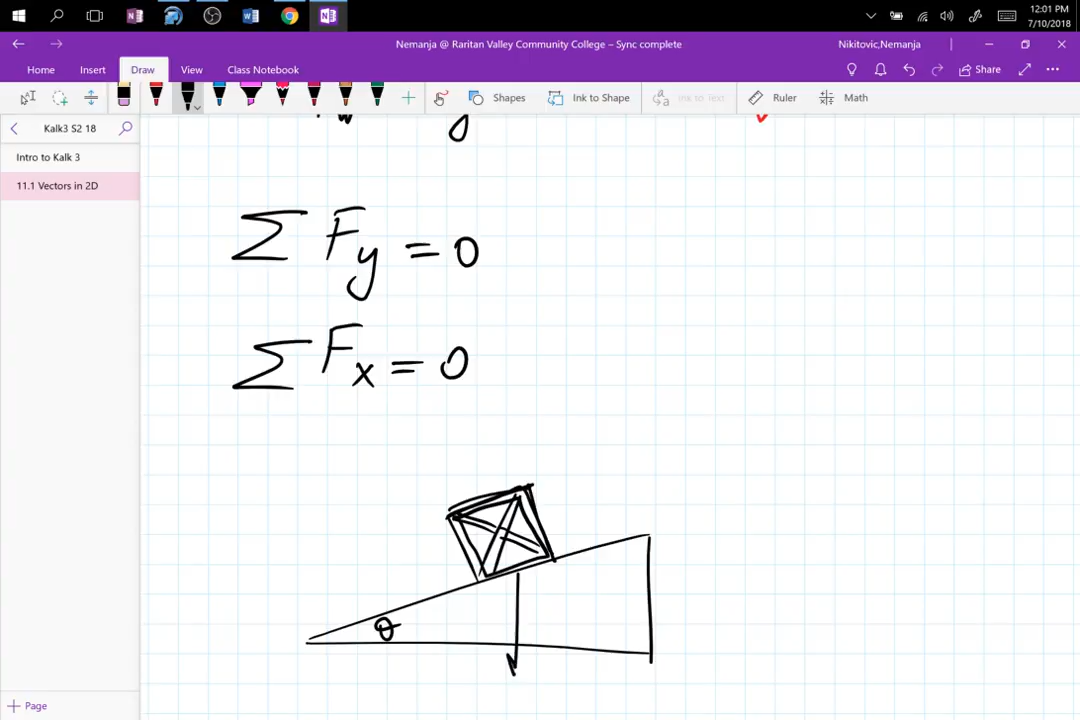 12:01 PM
7/10/2018
Nemanja @ Raritan Valley Community College – Sync complete
Nikitovic,Nemanja
Home Insert Draw View Class Notebook
Share
Shapes Ink to Shape Ink to Text Ruler Math
Kalk3 S2 18
Intro to Kalk 3
11.1 Vectors in 2D
∑ Fy = 0
∑ Fx = 0
θ
Page